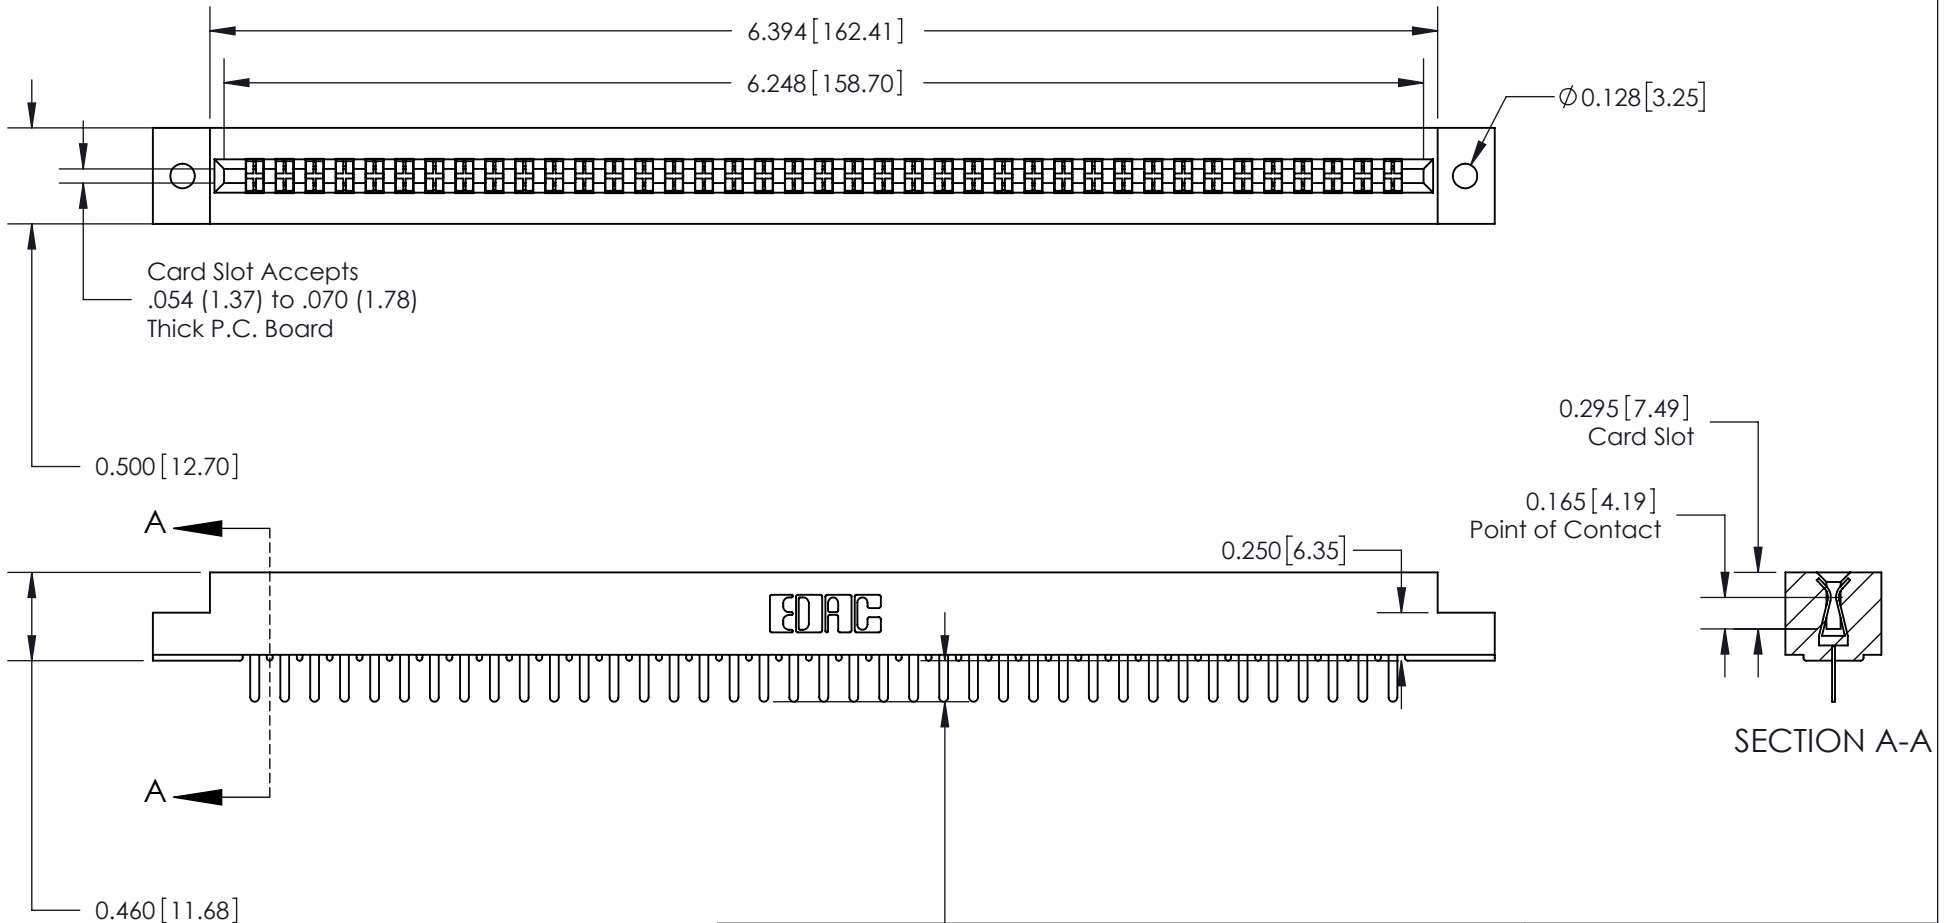 6.394[162.41]
6.248[158.70]
Ø0.128[3.25]
Card Slot Accepts
.054 (1.37) to .070 (1.78)
Thick P.C. Board
0.295[7.49]
Card Slot
0.500[12.70]
0.165[4.19]
Point of Contact
A
0.250[6.35]
EDAC
SECTION A-A
A
0.460[11.68]